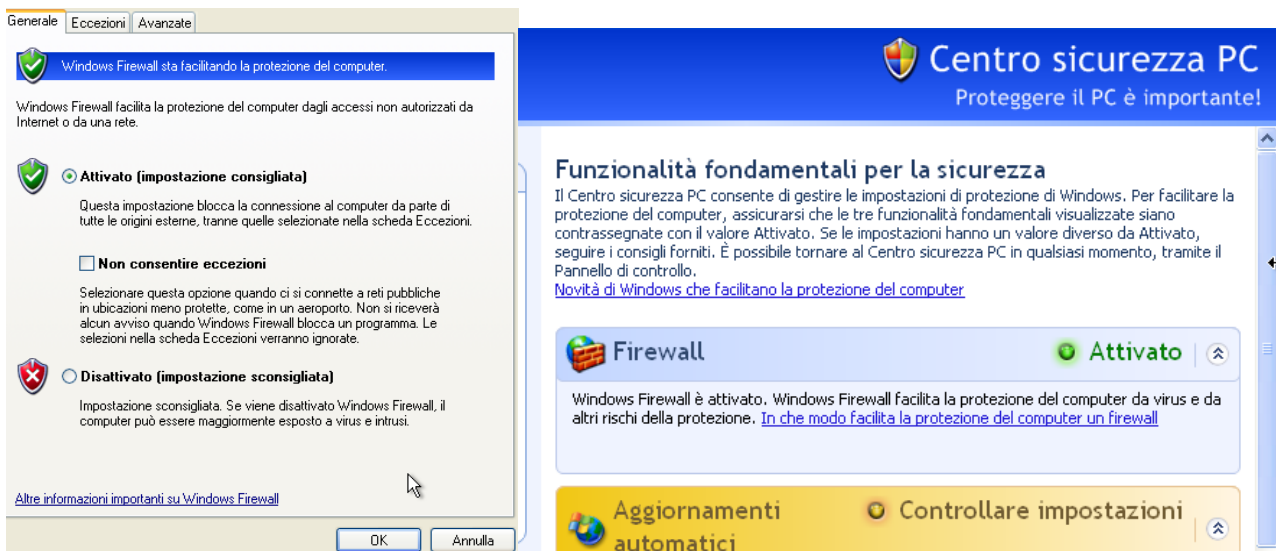 Generale Eccezioni Avanzate
Windows Firewall sta facilitando la protezione del computer.
Windows Firewall facilita la protezione del computer dagli accessi non autorizzati da
Internet o da una rete.
Attivato (impostazione consigliata)
Questa impostazione blocca la connessione al computer da parte di
tutte le origini esterne, tranne quelle selezionate nella scheda Eccezioni.
Non consentire eccezioni
Selezionare questa opzione quando ci si connette a reti pubbliche
in ubicazioni meno protette, come in un aeroporto. Non si riceverà
alcun avviso quando Windows Firewall blocca un programma. Le
selezioni nella scheda Eccezioni verranno ignorate.
Disattivato (impostazione sconsigliata)
Impostazione sconsigliata. Se viene disattivato Windows Firewall, il
computer può essere maggiormente esposto a virus e intrusi.
Altre informazioni importanti su Windows Firewall
OK Annulla
Centro sicurezza PC
Proteggere il PC è importante!
Funzionalità fondamentali per la sicurezza
Il Centro sicurezza PC consente di gestire le impostazioni di protezione di Windows. Per facilitare la
protezione del computer, assicurarsi che le tre funzionalità fondamentali visualizzate siano
contrassegnate con il valore Attivato. Se le impostazioni hanno un valore diverso da Attivato,
seguire i consigli forniti. È possibile tornare al Centro sicurezza PC in qualsiasi momento, tramite il
Pannello di controllo.
Novità di Windows che facilitano la protezione del computer
Firewall Attivato
Windows Firewall è attivato. Windows Firewall facilita la protezione del computer da virus e da
altri rischi della protezione. In che modo facilita la protezione del computer un firewall
Aggiornamenti Controllare impostazioni
automatici